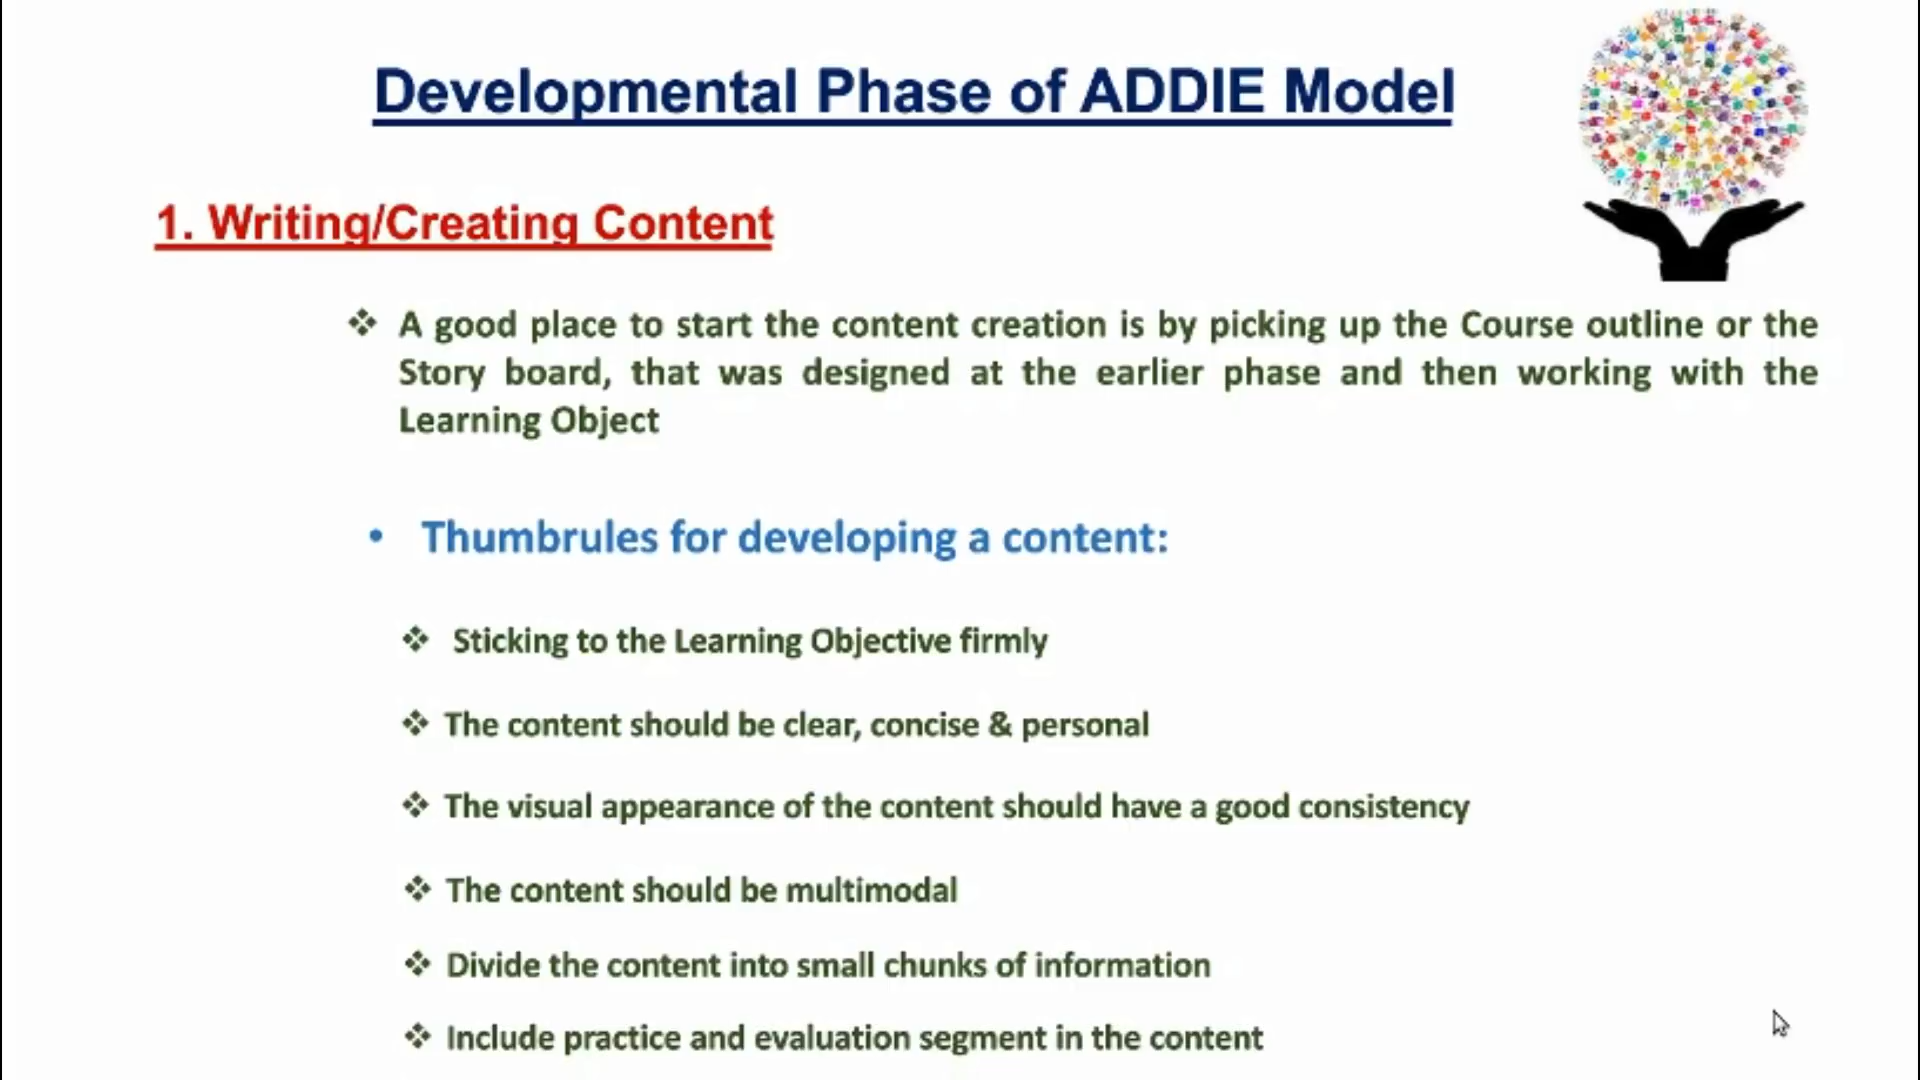 Developmental Phase of ADDIE Model
1. Writing/Creating Content
❖ A good place to start the content creation is by picking up the Course outline or the
Story board, that was designed at the earlier phase and then working with the
Learning Object
• Thumbrules for developing a content:
❖ Sticking to the Learning Objective firmly
❖ The content should be clear, concise & personal
❖ The visual appearance of the content should have a good consistency
❖ The content should be multimodal
❖ Divide the content into small chunks of information
❖ Include practice and evaluation segment in the content